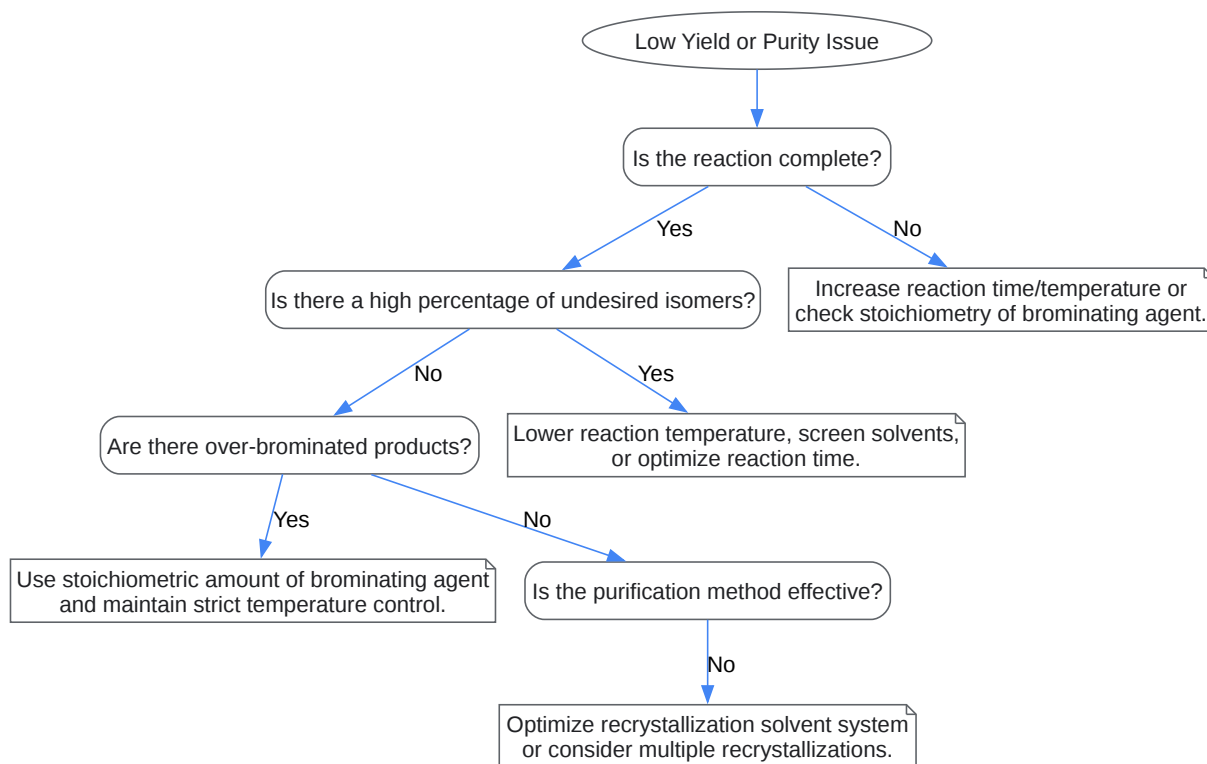 Low Yield or Purity Issue
Is the reaction complete?
Yes
No
Is there a high percentage of undesired isomers?
Increase reaction time/temperature or
check stoichiometry of brominating agent.
No
Yes
Are there over-brominated products?
Lower reaction temperature, screen solvents,
or optimize reaction time.
Yes
No
Use stoichiometric amount of brominating agent
and maintain strict temperature control.
Is the purification method effective?
No
Optimize recrystallization solvent system
or consider multiple recrystallizations.